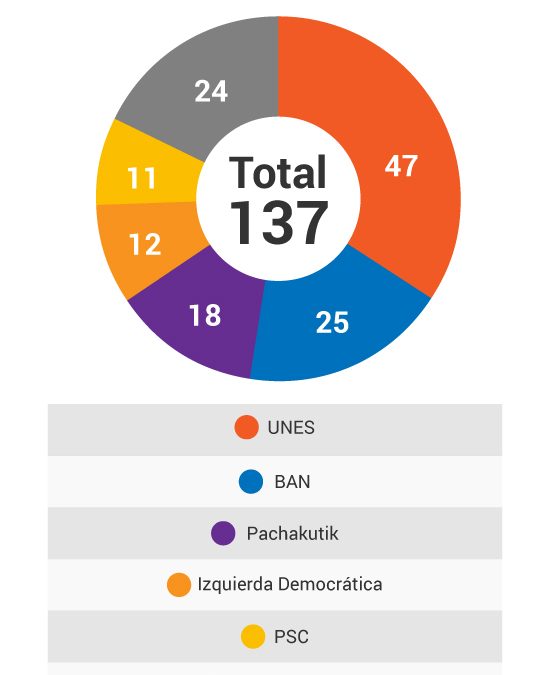 24
47
11
Total
137
12
18
25
UNES
BAN
Pachakutik
Izquierda Democrática
PSC